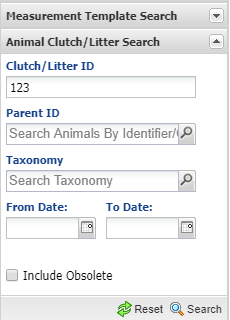 Measurement Template Search
Animal Clutch/Litter Search
Clutch/Litter ID
123
Parent ID
Search Animals By Identifier/
Taxonomy
Search Taxonomy
From Date: To Date:
Include Obsolete
Reset Search